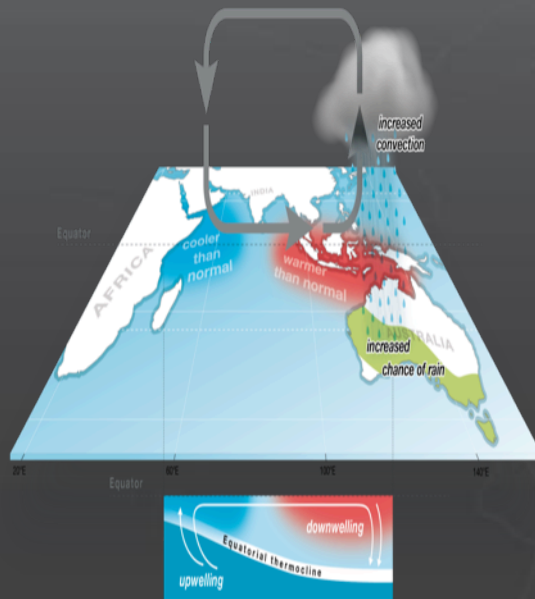 increased
convection
INDIA
Equator
AFRICA
cooler
than
normal
warmer
than normal
AUSTRALIA
increased
chance of rain
20°E
60°E
100°E
140°E
Equator
downwelling
Equatorial thermocline
upwelling